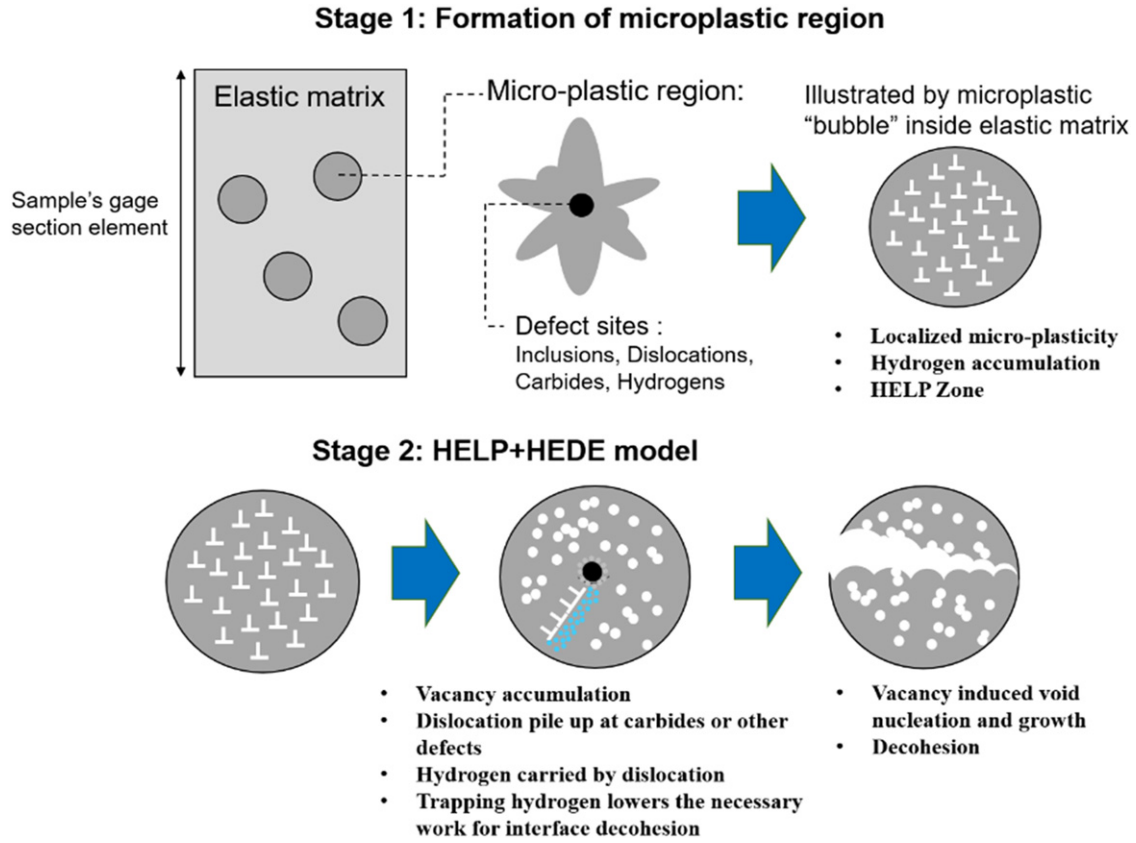 Stage 1: Formation of microplastic region
Elastic matrix
Sample's gage
section element
Micro-plastic region:
Defect sites :
Inclusions, Dislocations,
Carbides, Hydrogens
Illustrated by microplastic
“bubble” inside elastic matrix
• Localized micro-plasticity
• Hydrogen accumulation
• HELP Zone
Stage 2: HELP+HEDE model
• Vacancy accumulation
• Dislocation pile up at carbides or other
defects
• Hydrogen carried by dislocation
• Trapping hydrogen lowers the necessary
work for interface decohesion
• Vacancy induced void
nucleation and growth
• Decohesion